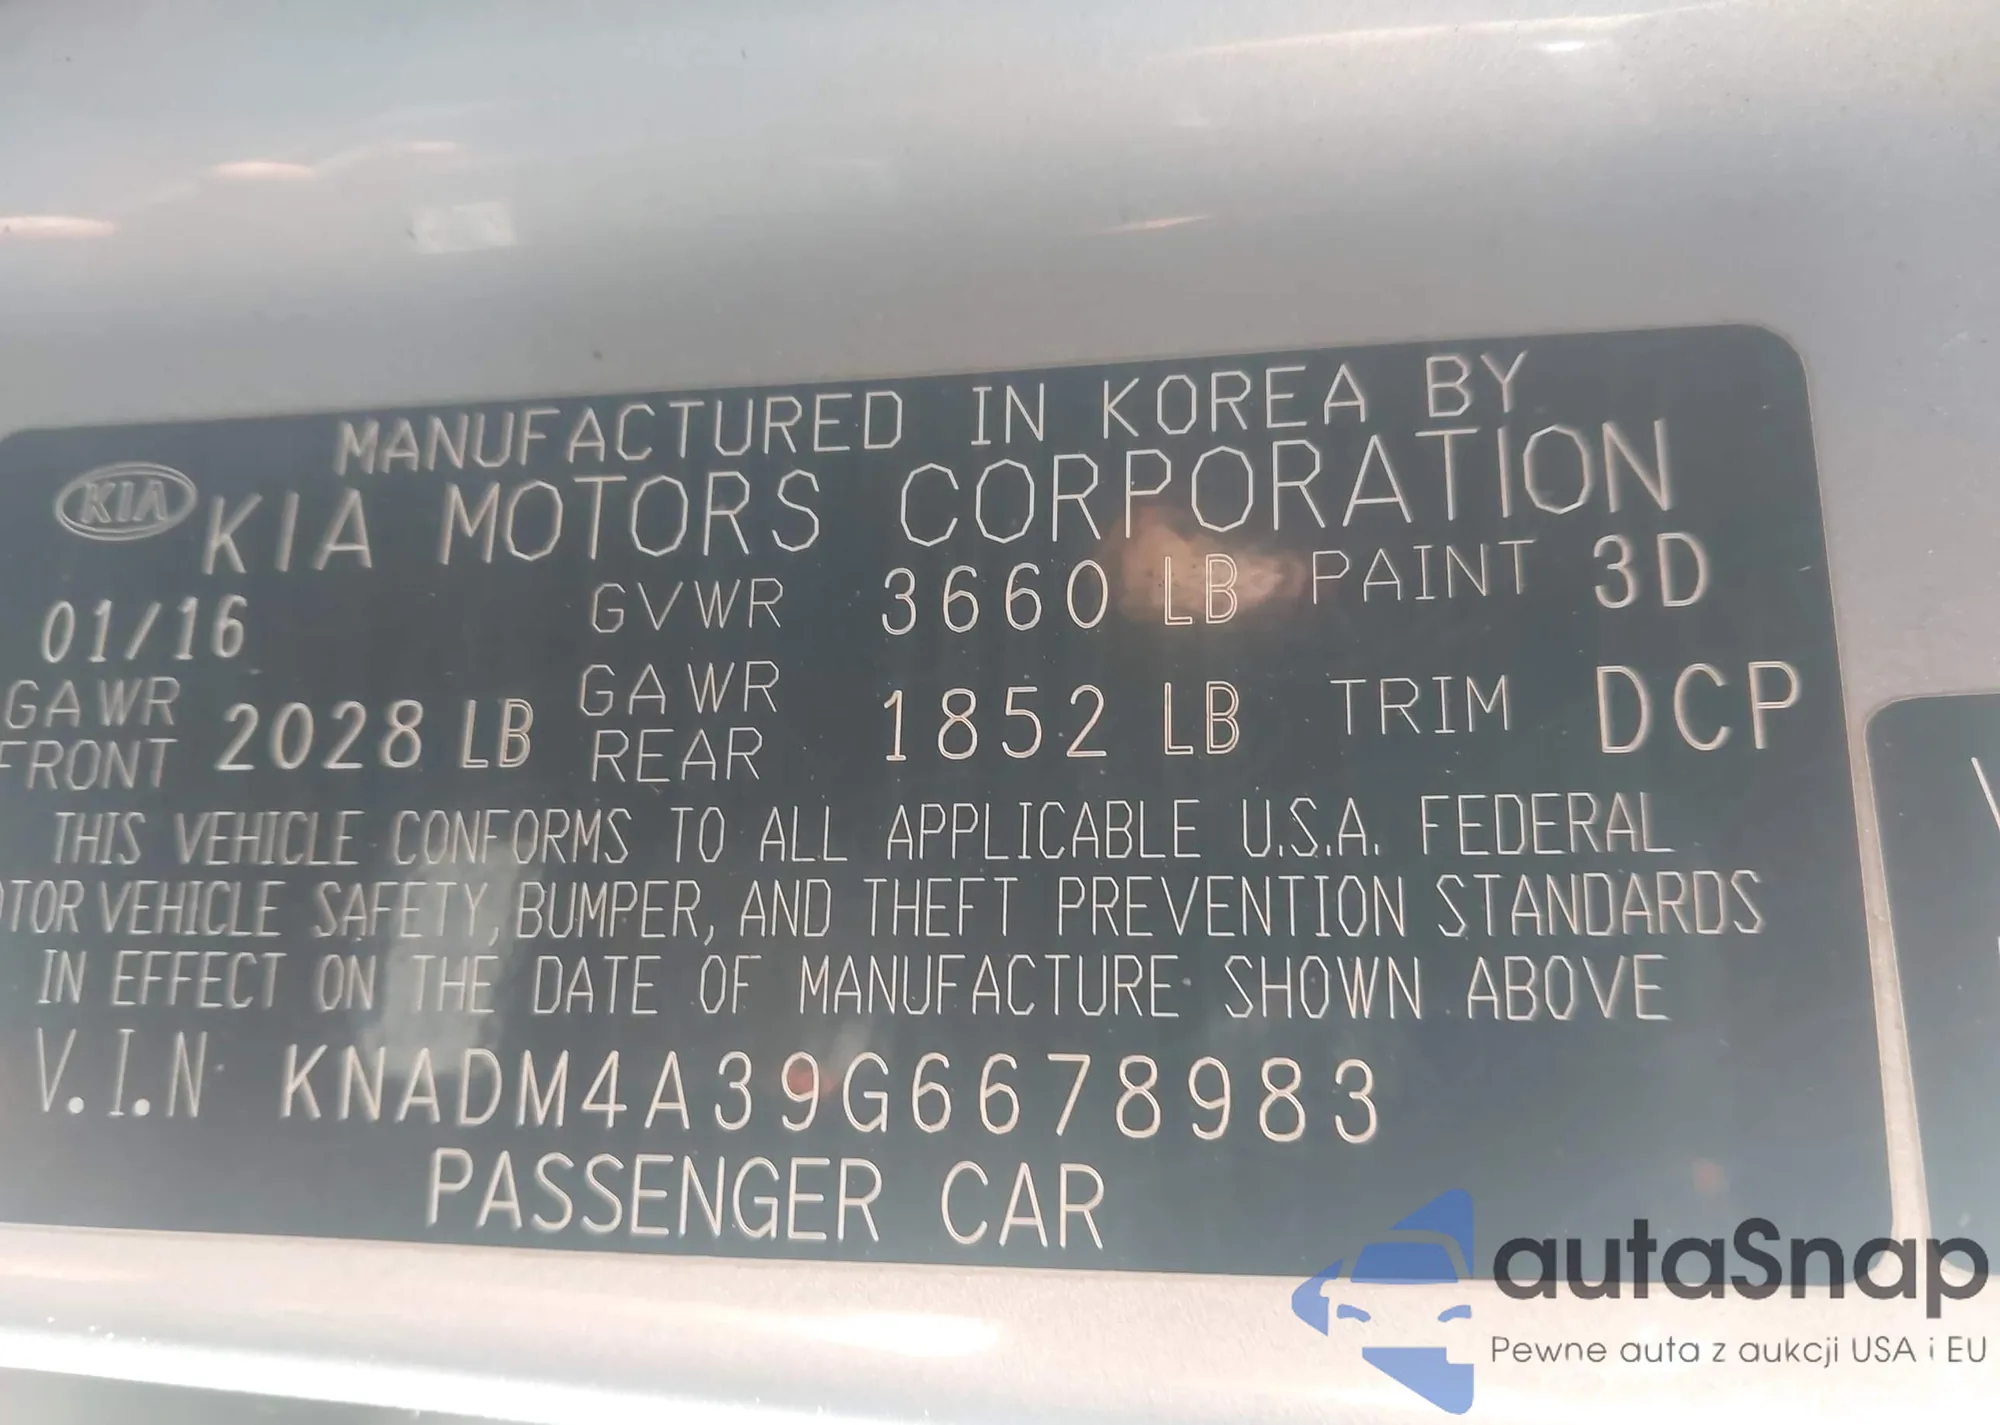 MANUFACTURED IN KOREA BY
KIA KIA MOTORS CORPORATION
01/16 GVWR 3660 LB PAINT 3D
GAWR FRONT 2028 LB GAWR REAR 1852 LB TRIM DCP
THIS VEHICLE CONFORMS TO ALL APPLICABLE U.S.A. FEDERAL
OTOR VEHICLE SAFETY, BUMPER, AND THEFT PREVENTION STANDARDS
IN EFFECT ON THE DATE OF MANUFACTURE SHOWN ABOVE
V.I.N KNADM4A39G6678983
PASSENGER CAR
autaSnap
Pewne auta z aukcji USA i EU